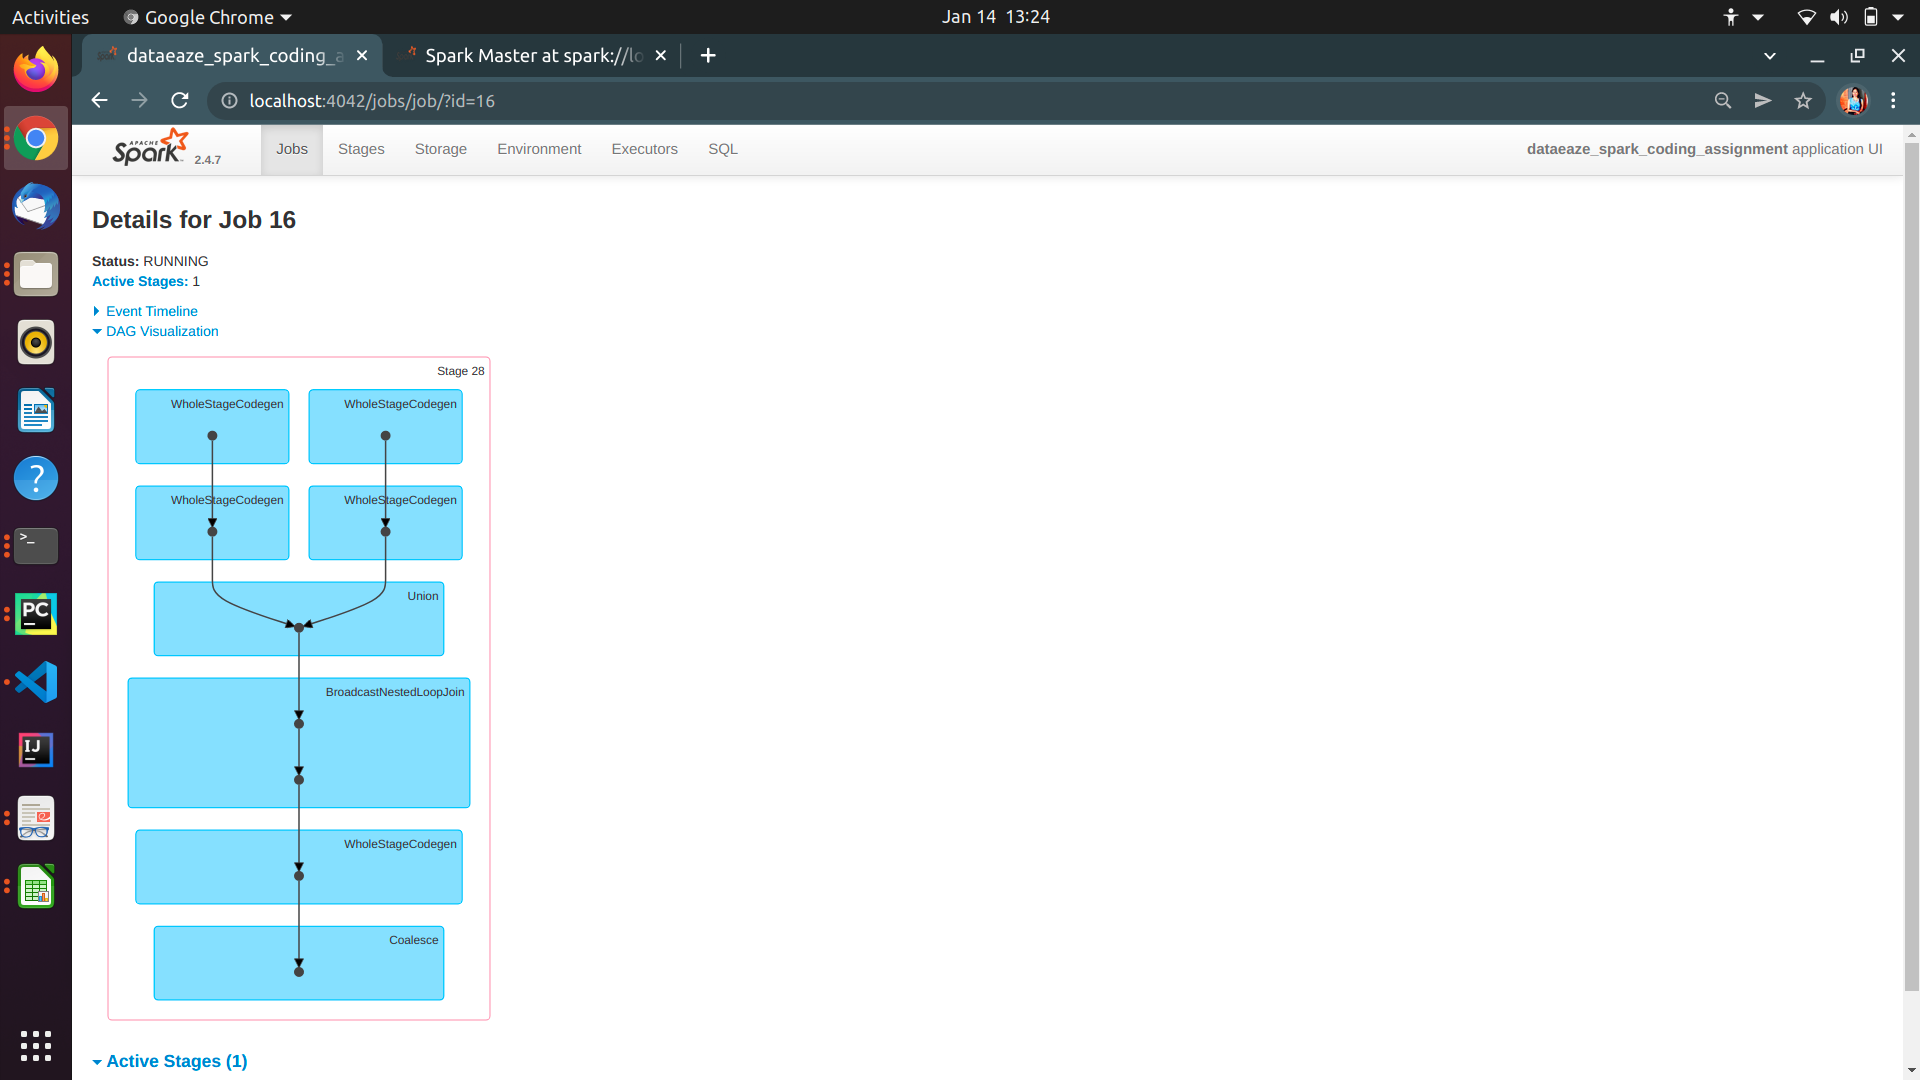 Activities
Google Chrome
Jan 14 13:24
dataeaze_spark_coding_a
Spark Master at spark://lo
localhost:4042/jobs/job/?id=16
APACHE
Spark 2.4.7
Jobs
Stages
Storage
Environment
Executors
SQL
dataeaze_spark_coding_assignment application UI
Details for Job 16
Status: RUNNING
Active Stages: 1
Event Timeline
DAG Visualization
Stage 28
WholeStageCodegen
WholeStageCodegen
WholeStageCodegen
WholeStageCodegen
Union
BroadcastNestedLoopJoin
WholeStageCodegen
Coalesce
Active Stages (1)
?
>_
PC
IJ